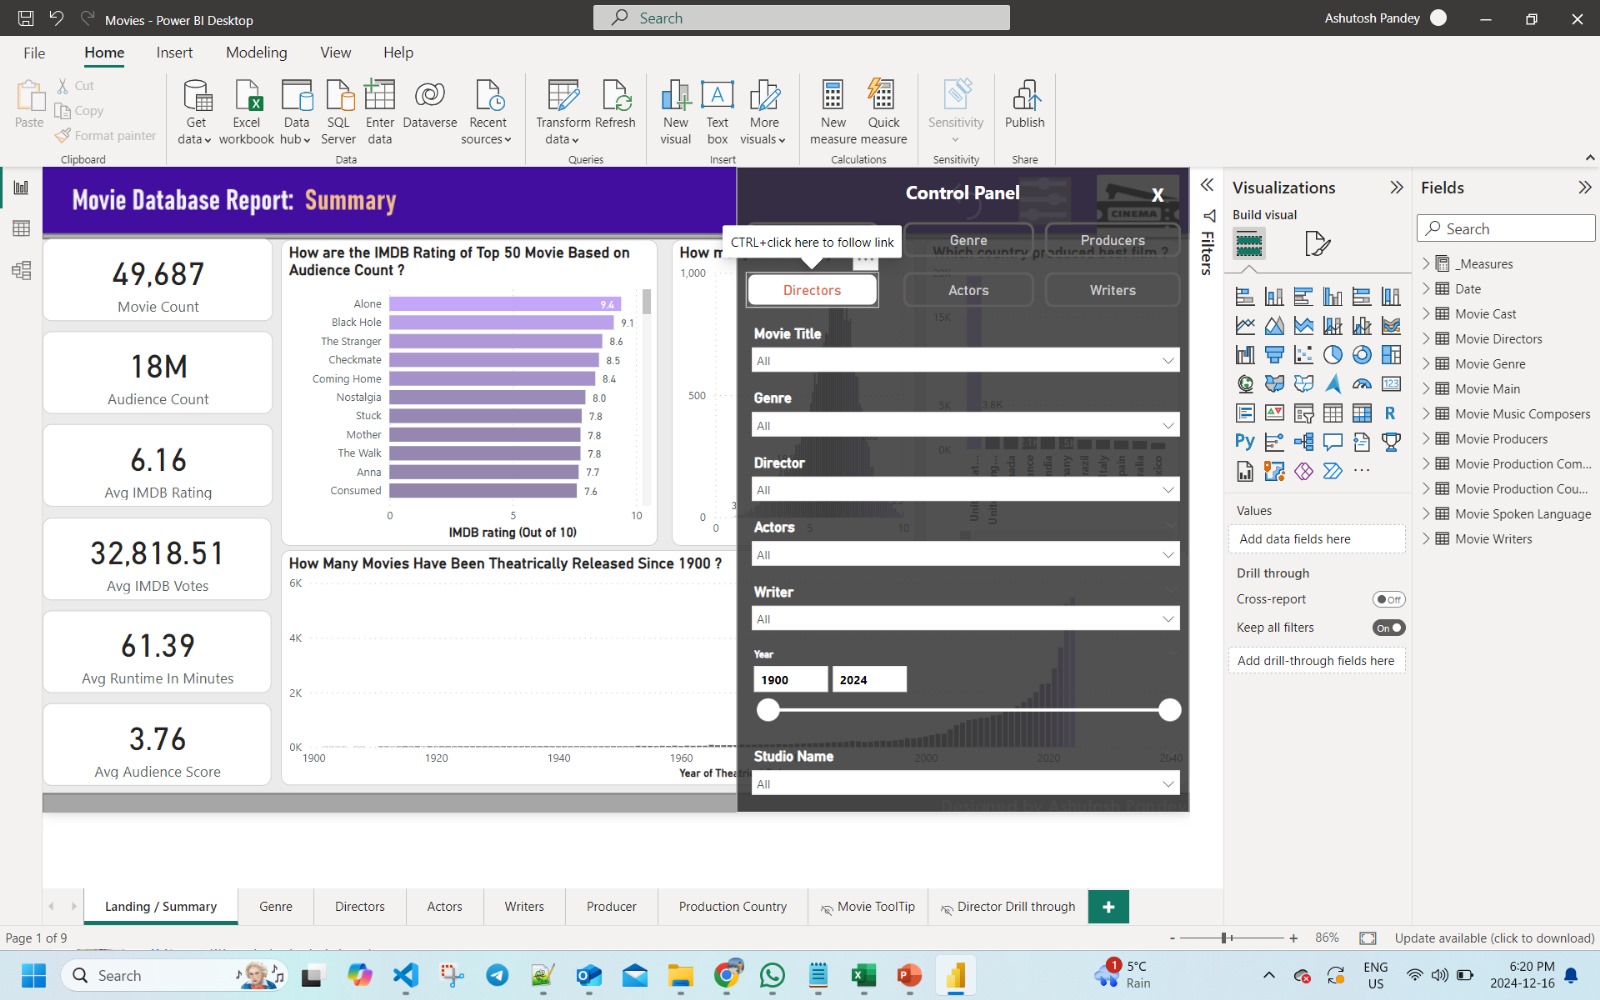 Movies - Power BI Desktop
Search
Ashutosh Pandey
File
Home
Insert
Modeling
View
Help
Paste
Cut
Copy
Format painter
Clipboard
Get data
Excel workbook
Data hub
SQL Server
Enter data
Dataverse
Recent sources
Data
Transform data
Refresh
Queries
New visual
Text box
More visuals
Insert
New measure
Quick measure
Calculations
Sensitivity
Sensitivity
Publish
Share
Movie Database Report: Summary
49,687
Movie Count
18M
Audience Count
6.16
Avg IMDB Rating
32,818.51
Avg IMDB Votes
61.39
Avg Runtime In Minutes
3.76
Avg Audience Score
How are the IMDB Rating of Top 50 Movie Based on
Audience Count ?
Alone 9.4
Black Hole 9.1
The Stranger 8.6
Checkmate 8.5
Coming Home 8.4
Nostalgia 8.0
Stuck 7.8
Mother 7.8
The Walk 7.8
Anna 7.7
Consumed 7.6
0 5 10
IMDB rating (Out of 10)
How m
1,000
500
0
0 5 10
Which country produced best film ?
15K
5K
0K
3.8K
How Many Movies Have Been Theatrically Released Since 1900 ?
6K
4K
2K
0K
1900 1920 1940 1960 2000 2020 2040
Year of Theatri
Control Panel
X
CINEMA
CTRL+click here to follow link
Genre
Producers
Directors
Actors
Writers
Movie Title
All
Genre
All
Director
All
Actors
All
Writer
All
Year
1900
2024
Studio Name
All
Designed by Ashutosh Pandey
Filters
Visualizations
Build visual
123
R
Py
Values
Add data fields here
Drill through
Cross-report
Off
Keep all filters
On
Add drill-through fields here
Fields
Search
_Measures
Date
Movie Cast
Movie Directors
Movie Genre
Movie Main
Movie Music Composers
Movie Producers
Movie Production Com...
Movie Production Cou...
Movie Spoken Language
Movie Writers
Landing / Summary
Genre
Directors
Actors
Writers
Producer
Production Country
Movie ToolTip
Director Drill through
+
Page 1 of 9
- + 86%
Update available (click to download)
Search
1
5°C
Rain
ENG
US
6:20 PM
2024-12-16